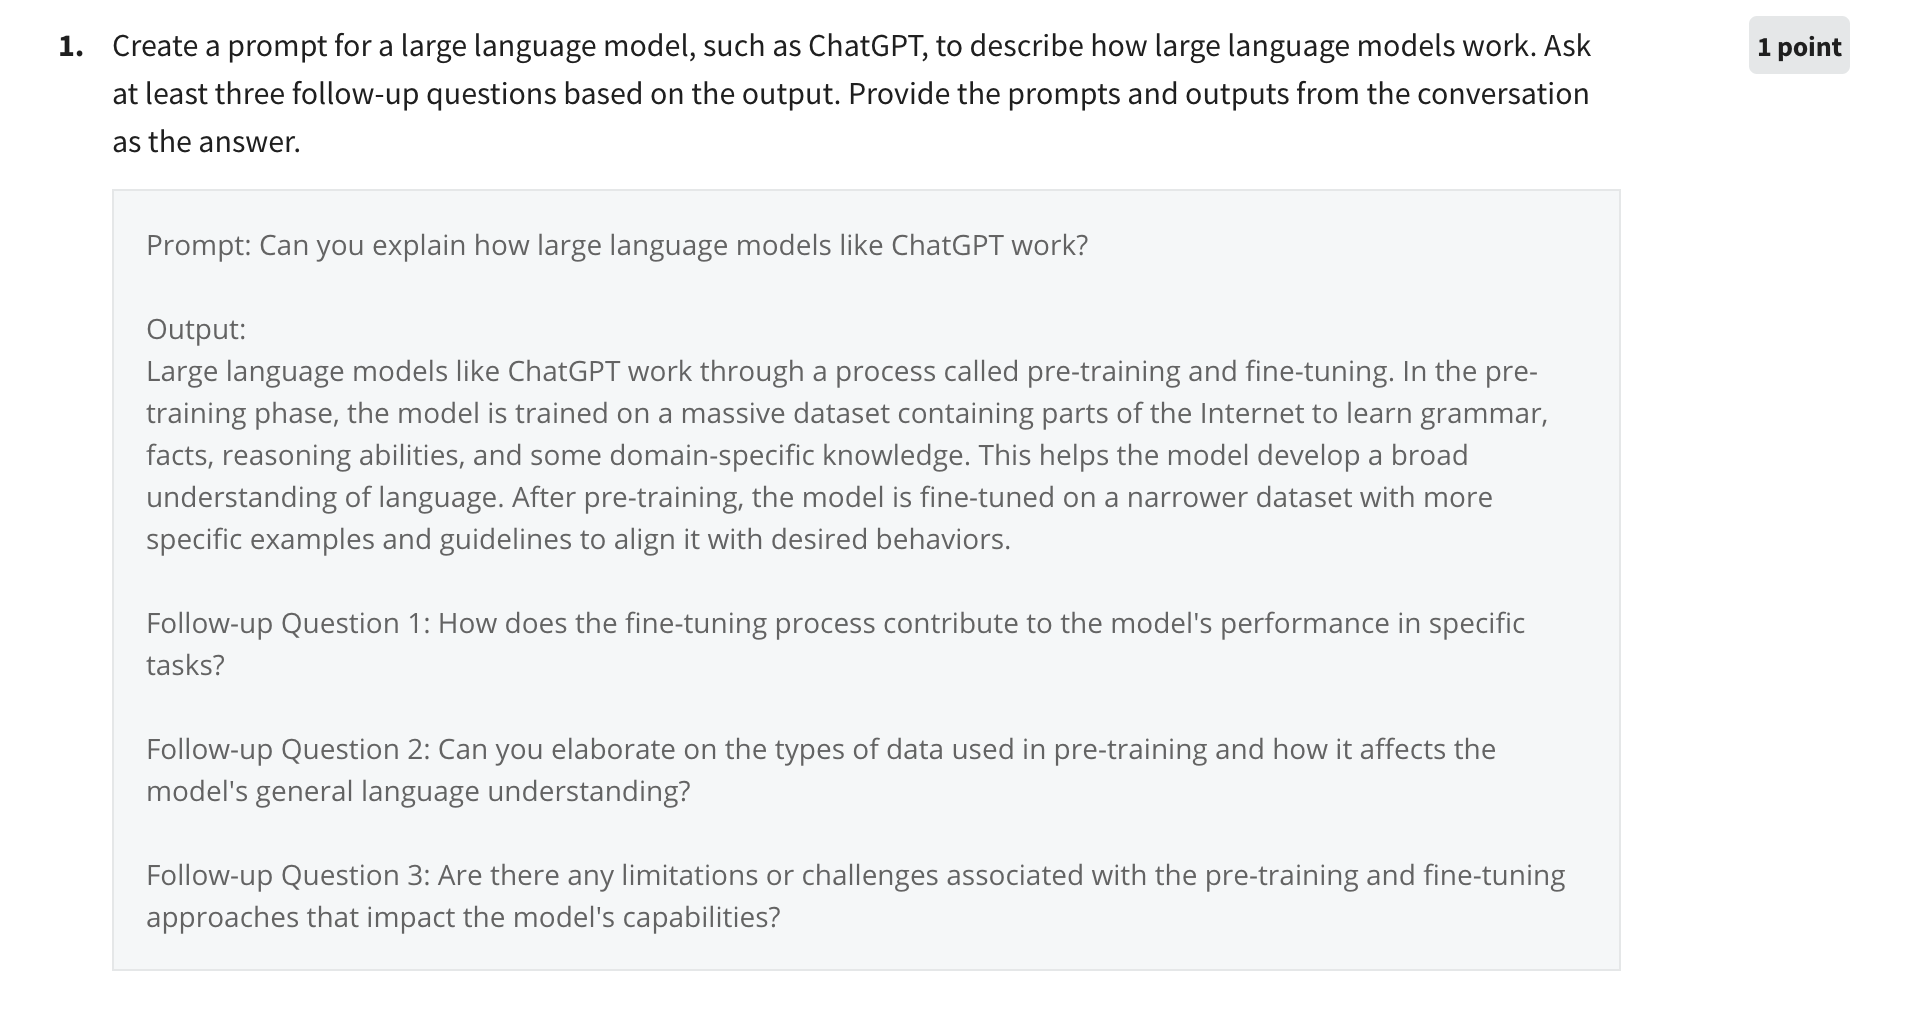 1. Create a prompt for a large language model, such as ChatGPT, to describe how large language models work. Ask
at least three follow-up questions based on the output. Provide the prompts and outputs from the conversation
as the answer.
1 point
Prompt: Can you explain how large language models like ChatGPT work?
Output:
Large language models like ChatGPT work through a process called pre-training and fine-tuning. In the pre-
training phase, the model is trained on a massive dataset containing parts of the Internet to learn grammar,
facts, reasoning abilities, and some domain-specific knowledge. This helps the model develop a broad
understanding of language. After pre-training, the model is fine-tuned on a narrower dataset with more
specific examples and guidelines to align it with desired behaviors.
Follow-up Question 1: How does the fine-tuning process contribute to the model's performance in specific
tasks?
Follow-up Question 2: Can you elaborate on the types of data used in pre-training and how it affects the
model's general language understanding?
Follow-up Question 3: Are there any limitations or challenges associated with the pre-training and fine-tuning
approaches that impact the model's capabilities?